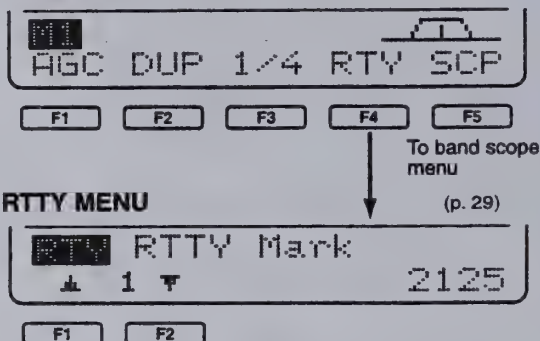 M1
AGC DUP 1/4 RTY SCP
F1 F2 F3 F4 F5
To band scope
menu
(p. 29)
RTTY MENU
RTY RTTY Mark
1 2125
F1 F2